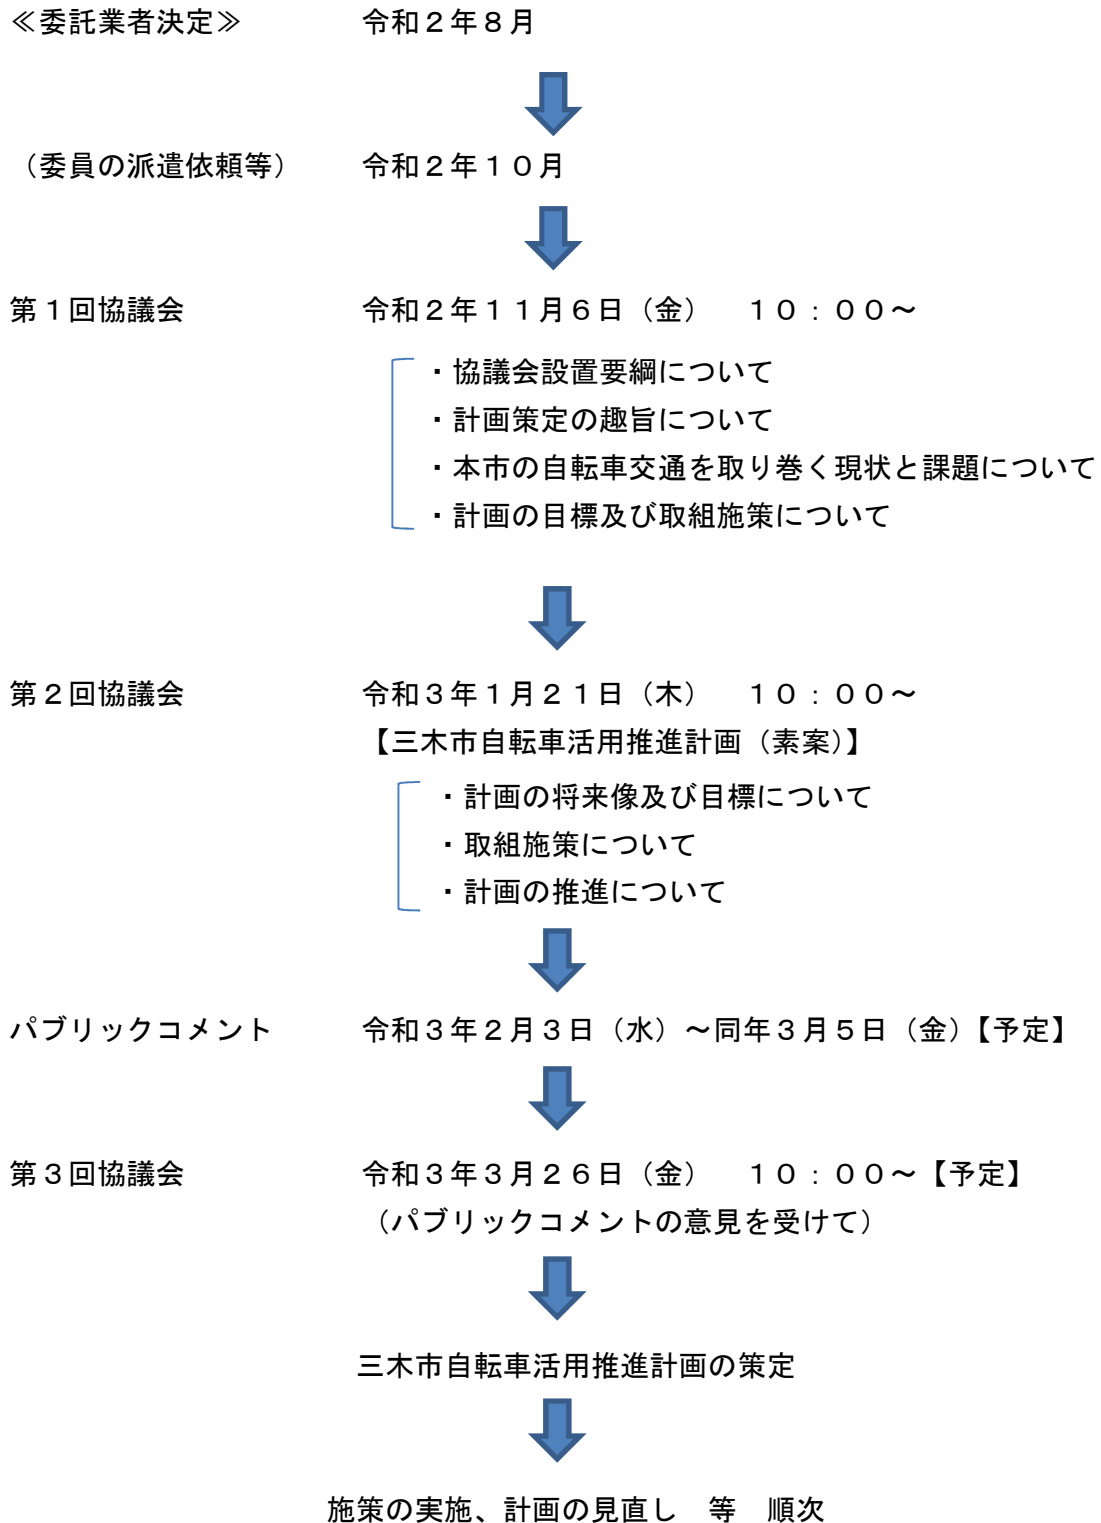 ≪委託業者決定≫　　　　令和２年８月
（委員の派遣依頼等）　　令和２年１０月
第１回協議会　　　　　　令和２年１１月６日（金）　１０：００～
・協議会設置要綱について
・計画策定の趣旨について
・本市の自転車交通を取り巻く現状と課題について
・計画の目標及び取組施策について
第２回協議会　　　　　　令和３年１月２１日（木）　１０：００～
【三木市自転車活用推進計画（素案）】
・計画の将来像及び目標について
・取組施策について
・計画の推進について
パブリックコメント　　　令和３年２月３日（水）～同年３月５日（金）【予定】
第３回協議会　　　　　　令和３年３月２６日（金）　１０：００～【予定】
（パブリックコメントの意見を受けて）
三木市自転車活用推進計画の策定
施策の実施、計画の見直し　等　順次